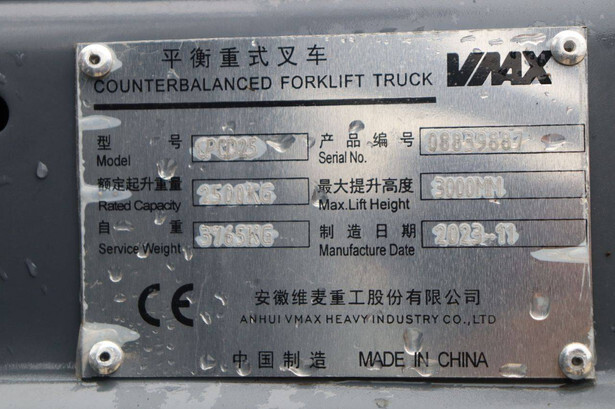 平衡重式叉车
COUNTERBALANCED FORKLIFT TRUCK
VMAX
型 号 Model CPCD25 产品编号 Serial No.
额定起升重量 Rated Capacity 2500KG 最大提升高度 Max.Lift Height 3000MM
自 重 Service Weight 制造日期 Manufacture Date 2023-11
CE
安徽维麦重工股份有限公司
ANHUI VMAX HEAVY INDUSTRY CO.,LTD
中国制造 MADE IN CHINA